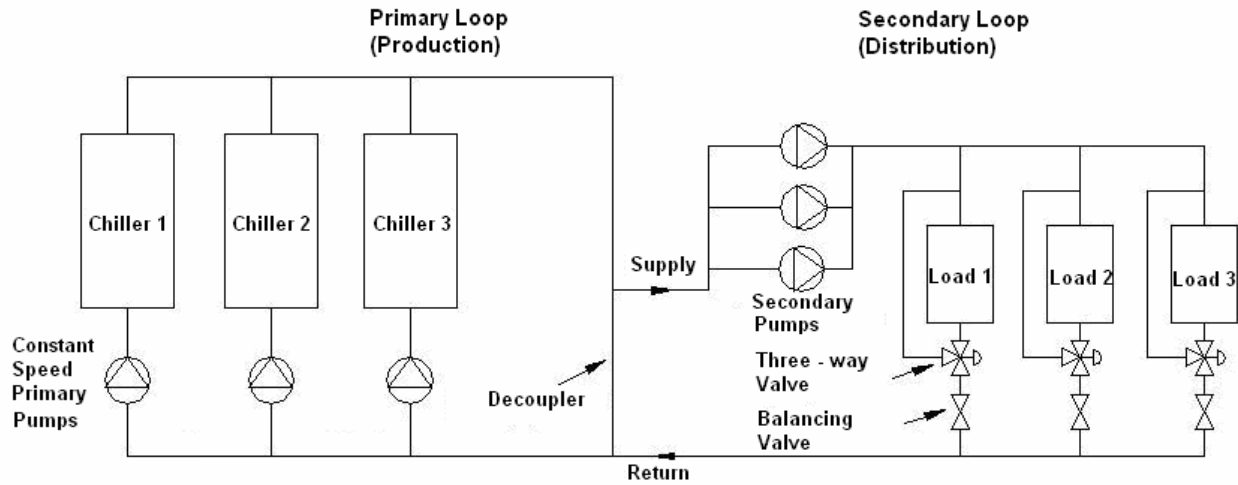 Primary Loop
(Production)
Secondary Loop
(Distribution)
Chiller 1
Chiller 2
Chiller 3
Supply
Secondary
Pumps
Load 1
Load 2
Load 3
Constant
Speed
Primary
Pumps
Decoupler
Three - way
Valve
Balancing
Valve
Return